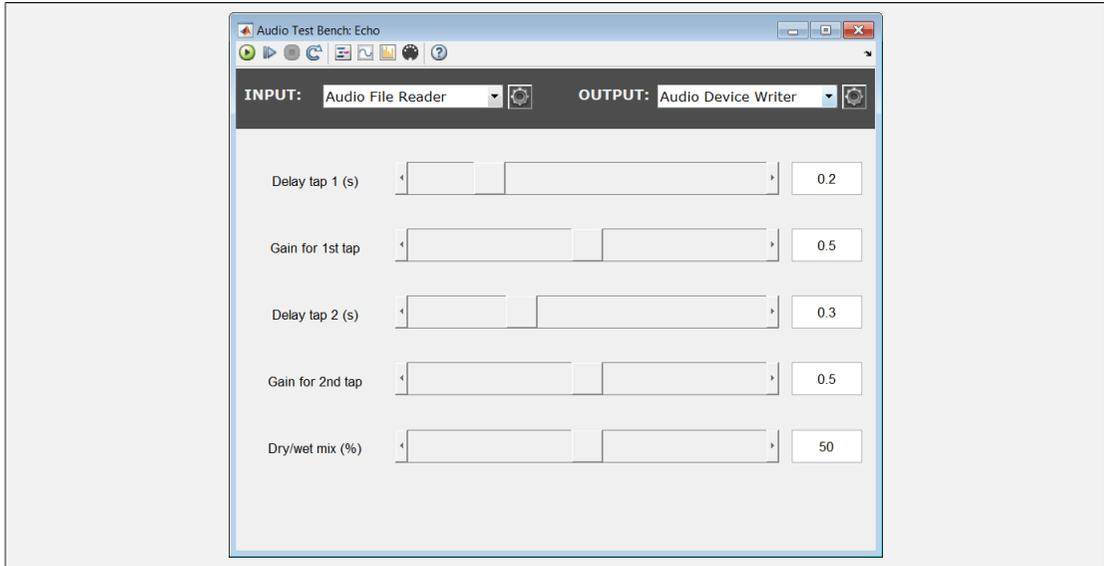 Audio Test Bench: Echo
INPUT: Audio File Reader OUTPUT: Audio Device Writer
Delay tap 1 (s) 0.2
Gain for 1st tap 0.5
Delay tap 2 (s) 0.3
Gain for 2nd tap 0.5
Dry/wet mix (%) 50